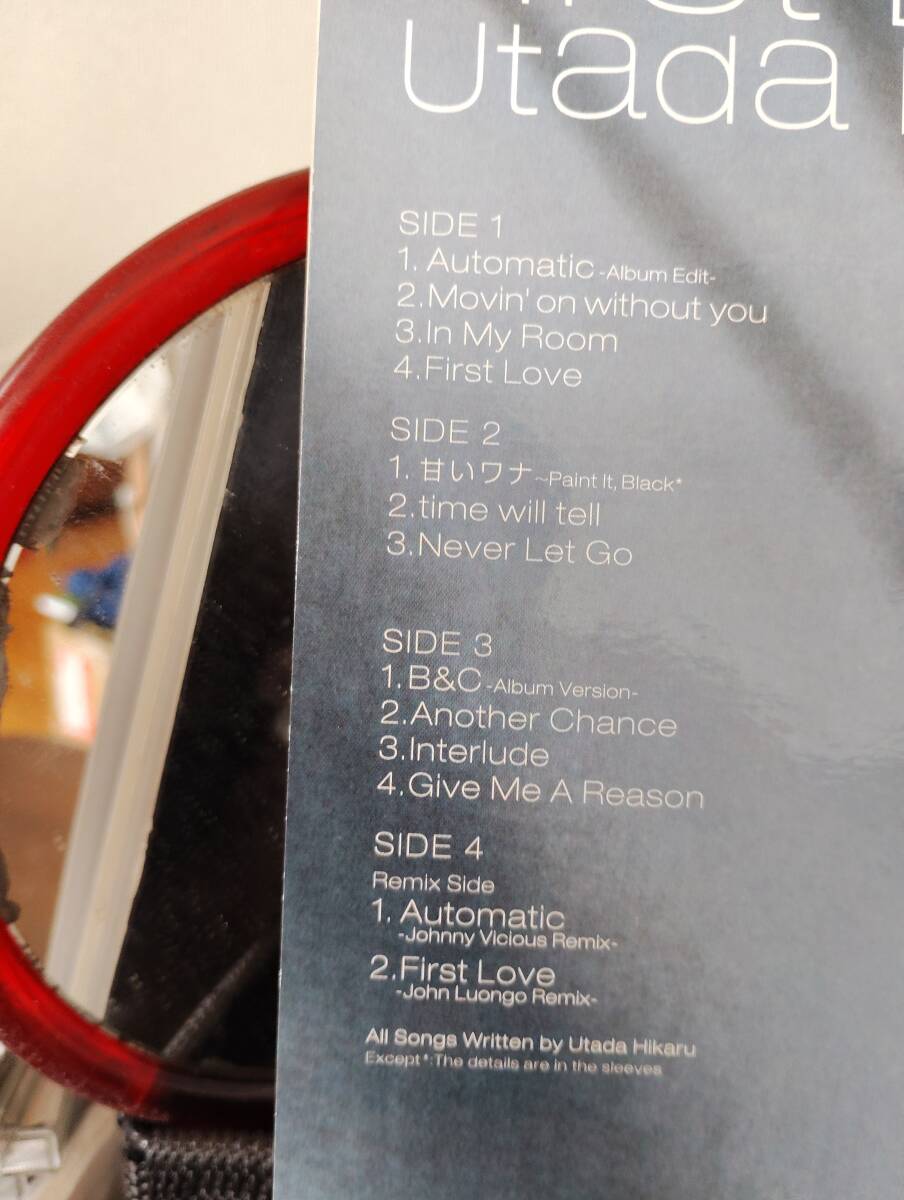 Utada
SIDE 1
1. Automatic -Album Edit-
2.Movin' on without you
3.In My Room
4.First Love
SIDE 2
1. 甘いワナ ~Paint It, Black*
2.time will tell
3.Never Let Go
SIDE 3
1.B&C -Album Version-
2.Another Chance
3.Interlude
4.Give Me A Reason
SIDE 4
Remix Side
1. Automatic
-Johnny Vicious Remix-
2.First Love
-John Luongo Remix-
All Songs Written by Utada Hikaru
Except*:The details are in the sleeves